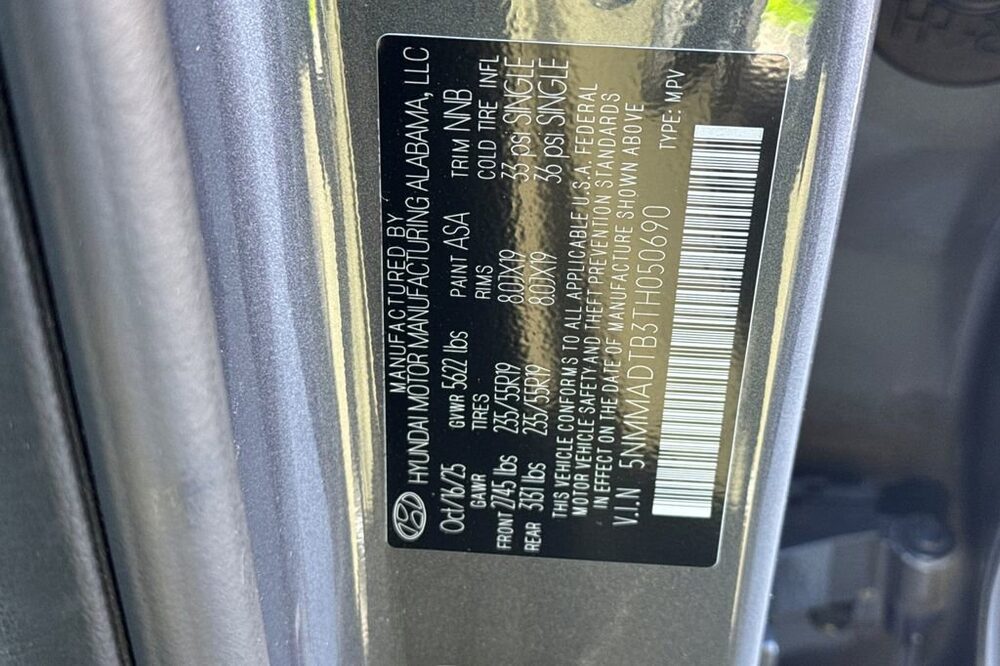 MANUFACTURED BY
HYUNDAI MOTOR MANUFACTURING ALABAMA, LLC
Oct/16/25 GVWR 5622 lbs PAINT ASA TRIM NNB
GAWR TIRES RIMS COLD TIRE INFL
FRONT 2745 lbs 235/55R19 8.0JX19 33 psi SINGLE
REAR 3131 lbs 235/55R19 8.0JX19 36 psi SINGLE
THIS VEHICLE CONFORMS TO ALL APPLICABLE U.S.A. FEDERAL
MOTOR VEHICLE SAFETY AND THEFT PREVENTION STANDARDS
IN EFFECT ON THE DATE OF MANUFACTURE SHOWN ABOVE
V.I.N 5NMMADTB3TH050690 TYPE: MPV